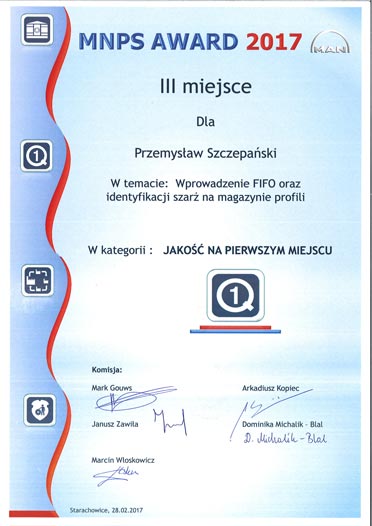 MNPS AWARD 2017
MAN
III miejsce
Dla
Przemysław Szczepański
W temacie: Wprowadzenie FIFO oraz
identyfikacji szarż na magazynie profili
W kategorii : JAKOŚĆ NA PIERWSZYM MIEJSCU
1
Komisja:
Mark Gouws
Arkadiusz Kopiec
Janusz Zawiła
Dominika Michalik - Blal
D. Michalik - Blal
Marcin Włoskowicz
Starachowice, 28.02.2017